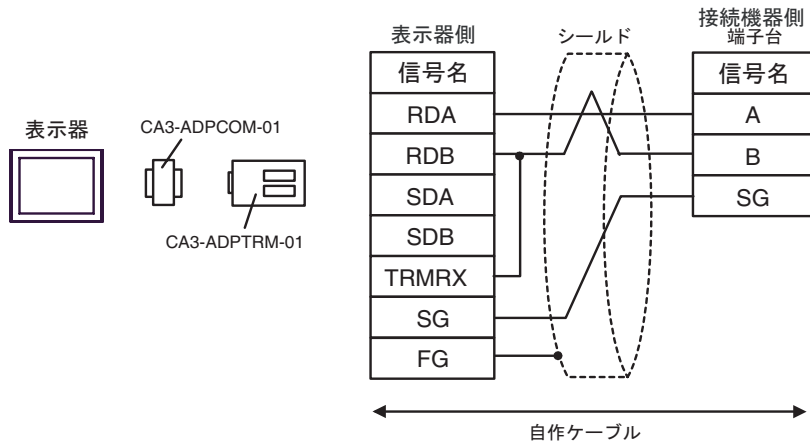 表示器
CA3-ADPCOM-01
CA3-ADPTRM-01
表示器側
信号名
RDA
RDB
SDA
SDB
TRMRX
SG
FG
シールド
接続機器側
端子台
信号名
A
B
SG
自作ケーブル